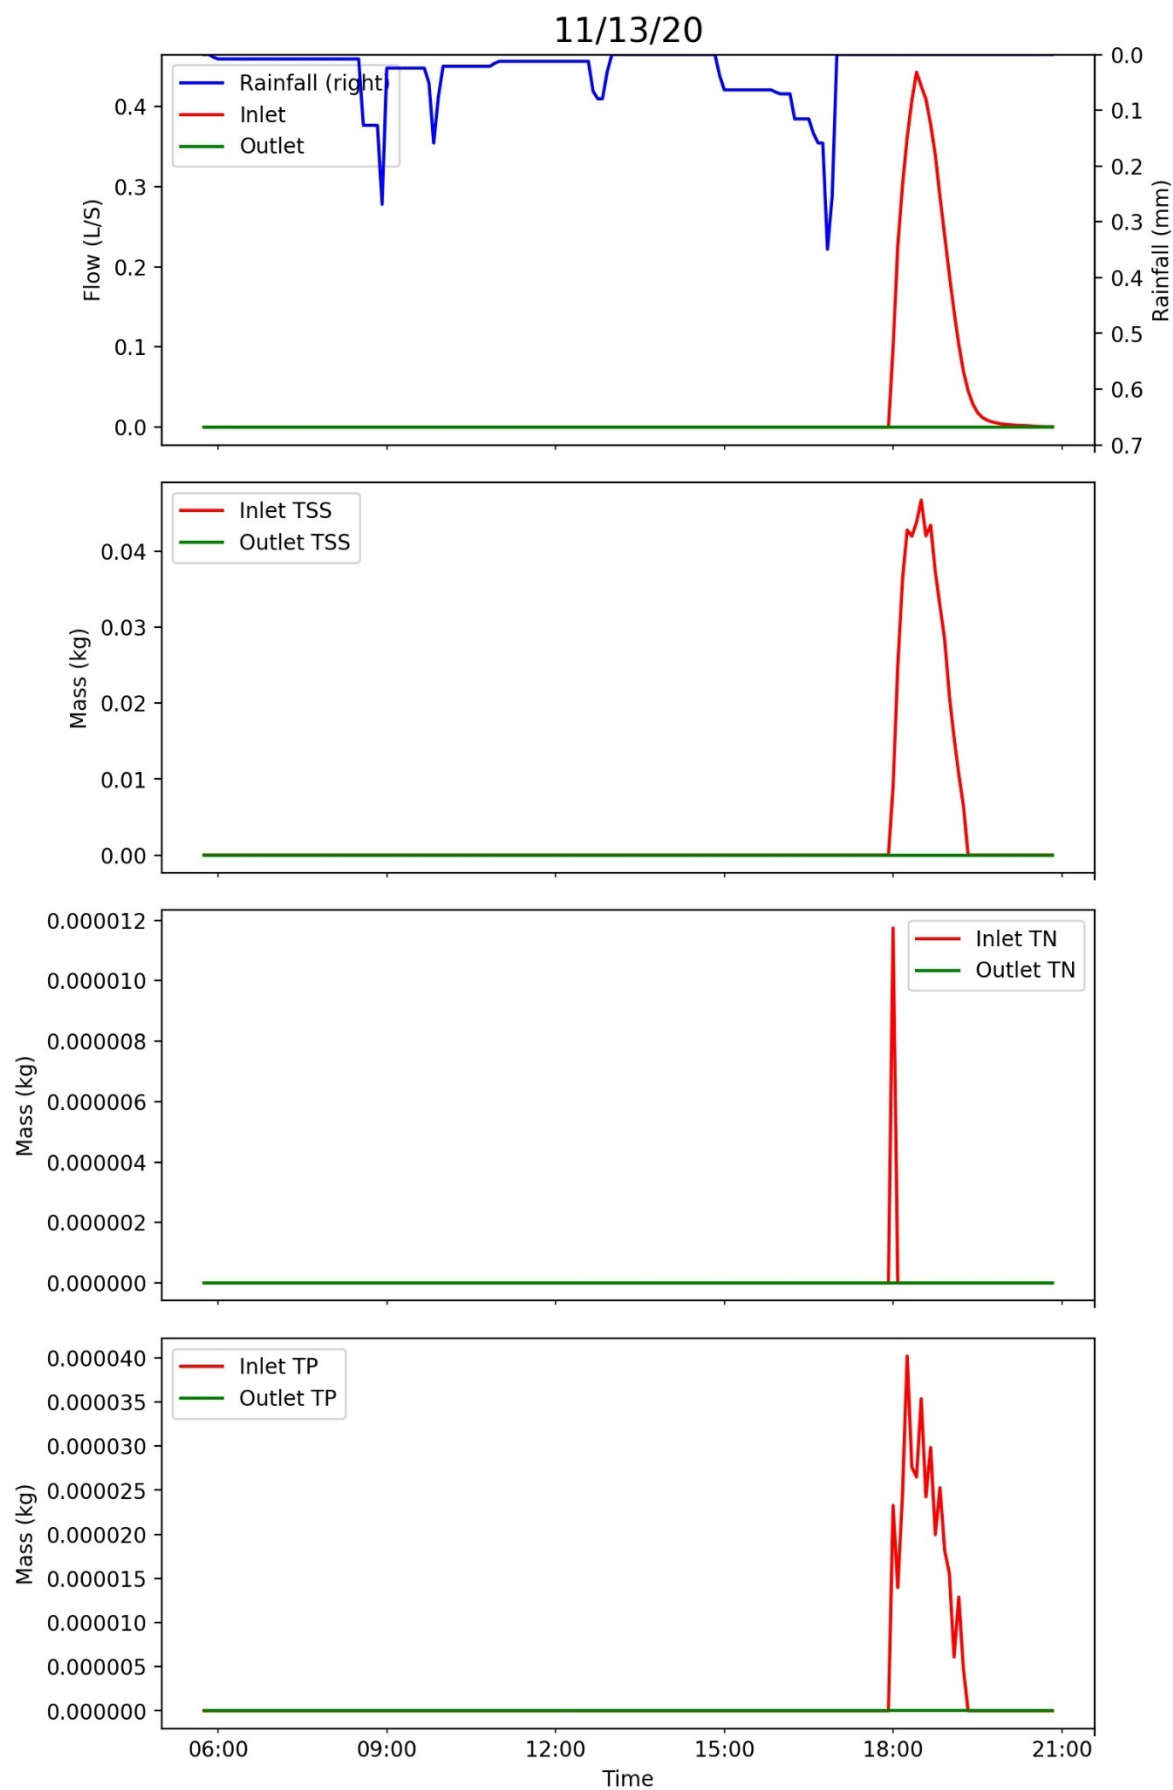 11/13/20
Rainfall (right)
Inlet
Outlet
0.4
0.3
0.2
0.1
0.0
Flow (L/S)
0.0
0.1
0.2
0.3
0.4
0.5
0.6
0.7
Rainfall (mm)
Inlet TSS
Outlet TSS
0.04
0.03
0.02
0.01
0.00
Mass (kg)
Inlet TN
Outlet TN
0.000012
0.000010
0.000008
0.000006
0.000004
0.000002
0.000000
Mass (kg)
Inlet TP
Outlet TP
0.000040
0.000035
0.000030
0.000025
0.000020
0.000015
0.000010
0.000005
0.000000
Mass (kg)
06:00 09:00 12:00 15:00 18:00 21:00
Time